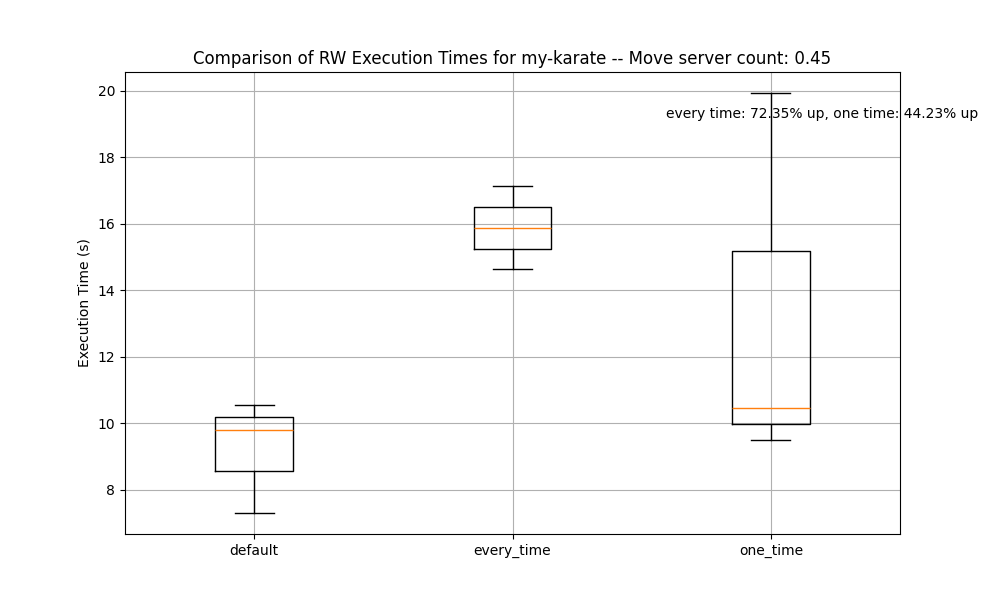 Comparison of RW Execution Times for my-karate -- Move server count: 0.45
every time: 72.35% up, one time: 44.23% up
Execution Time (s)
20
18
16
14
12
10
8
default
every_time
one_time